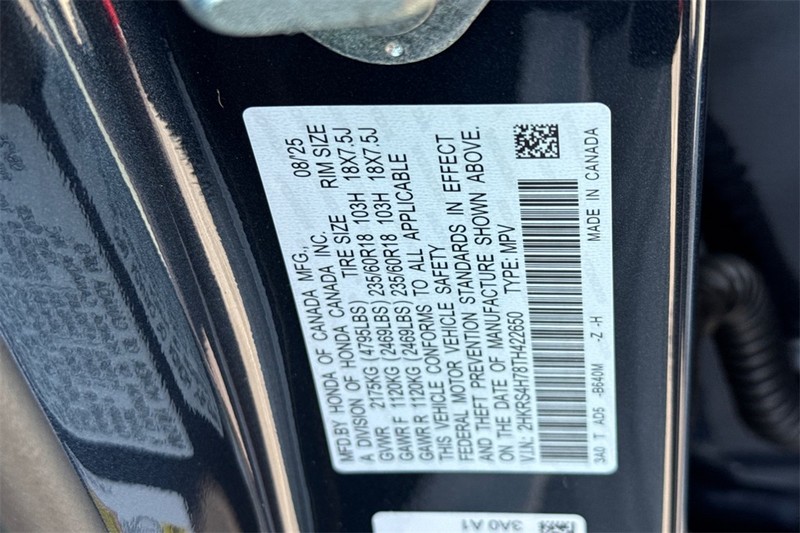 MFD.BY HONDA OF CANADA MFG., 08/25
A DIVISION OF HONDA CANADA INC.
TIRE SIZE RIM SIZE
GVWR 2175KG (4795LBS) 235/60R18 103H 18X7.5J
GAWR F 1120KG (2469LBS) 235/60R18 103H 18X7.5J
GAWR R 1120KG (2469LBS)
THIS VEHICLE CONFORMS TO ALL APPLICABLE
FEDERAL MOTOR VEHICLE SAFETY
AND THEFT PREVENTION STANDARDS IN EFFECT
ON THE DATE OF MANUFACTURE SHOWN ABOVE.
V.I.N.: 2HKRS4H78TH422650 TYPE: MPV
3A0 T AD5 -B640M -Z -H MADE IN CANADA
3A0 A1